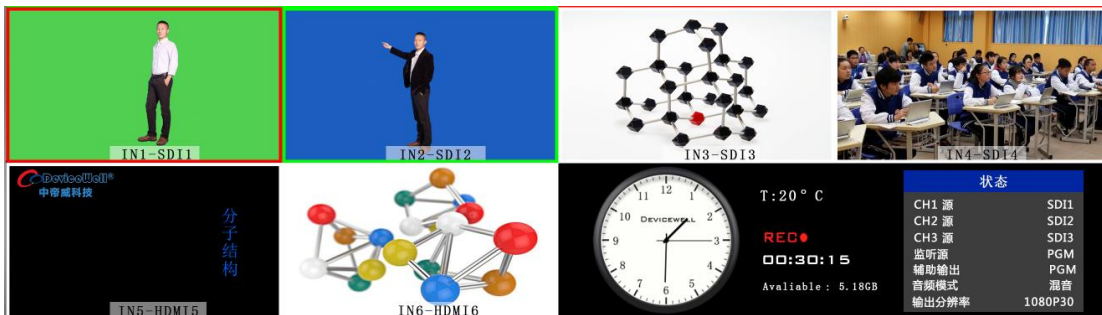 IN1-SDI1
IN2-SDI2
IN3-SDI3
IN4-SDI4
DeviceWell®
中帝威科技
分子结构
IN5-HDMI5
IN6-HDMI6
12
1
2
3
4
5
6
7
8
9
10
11
DEVICEWELL
T:20°C
REC
00:30:15
Avaliable: 5.18GB
状态
CH1 源 SDI1
CH2 源 SDI2
CH3 源 SDI3
监听源 PGM
辅助输出 PGM
音频模式 混音
输出分辨率 1080P30